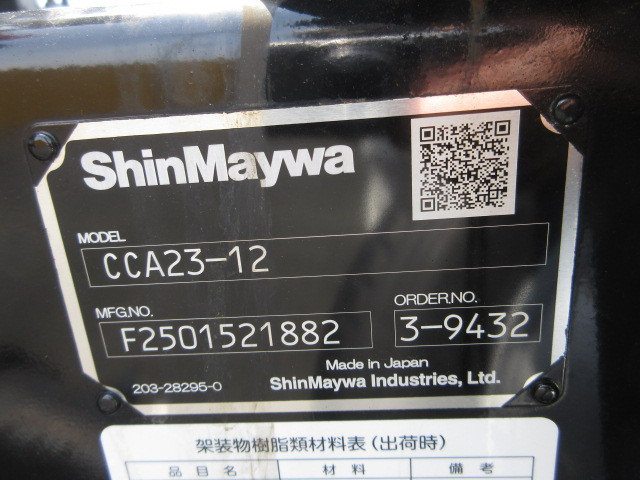 ShinMaywa
MODEL
CCA23-12
MFG.NO.
F2501521882
ORDER.NO.
3-9432
Made in Japan
203-28295-0
ShinMaywa Industries, Ltd.
架装物樹脂類材料表（出荷時）
品目名 材料 備考